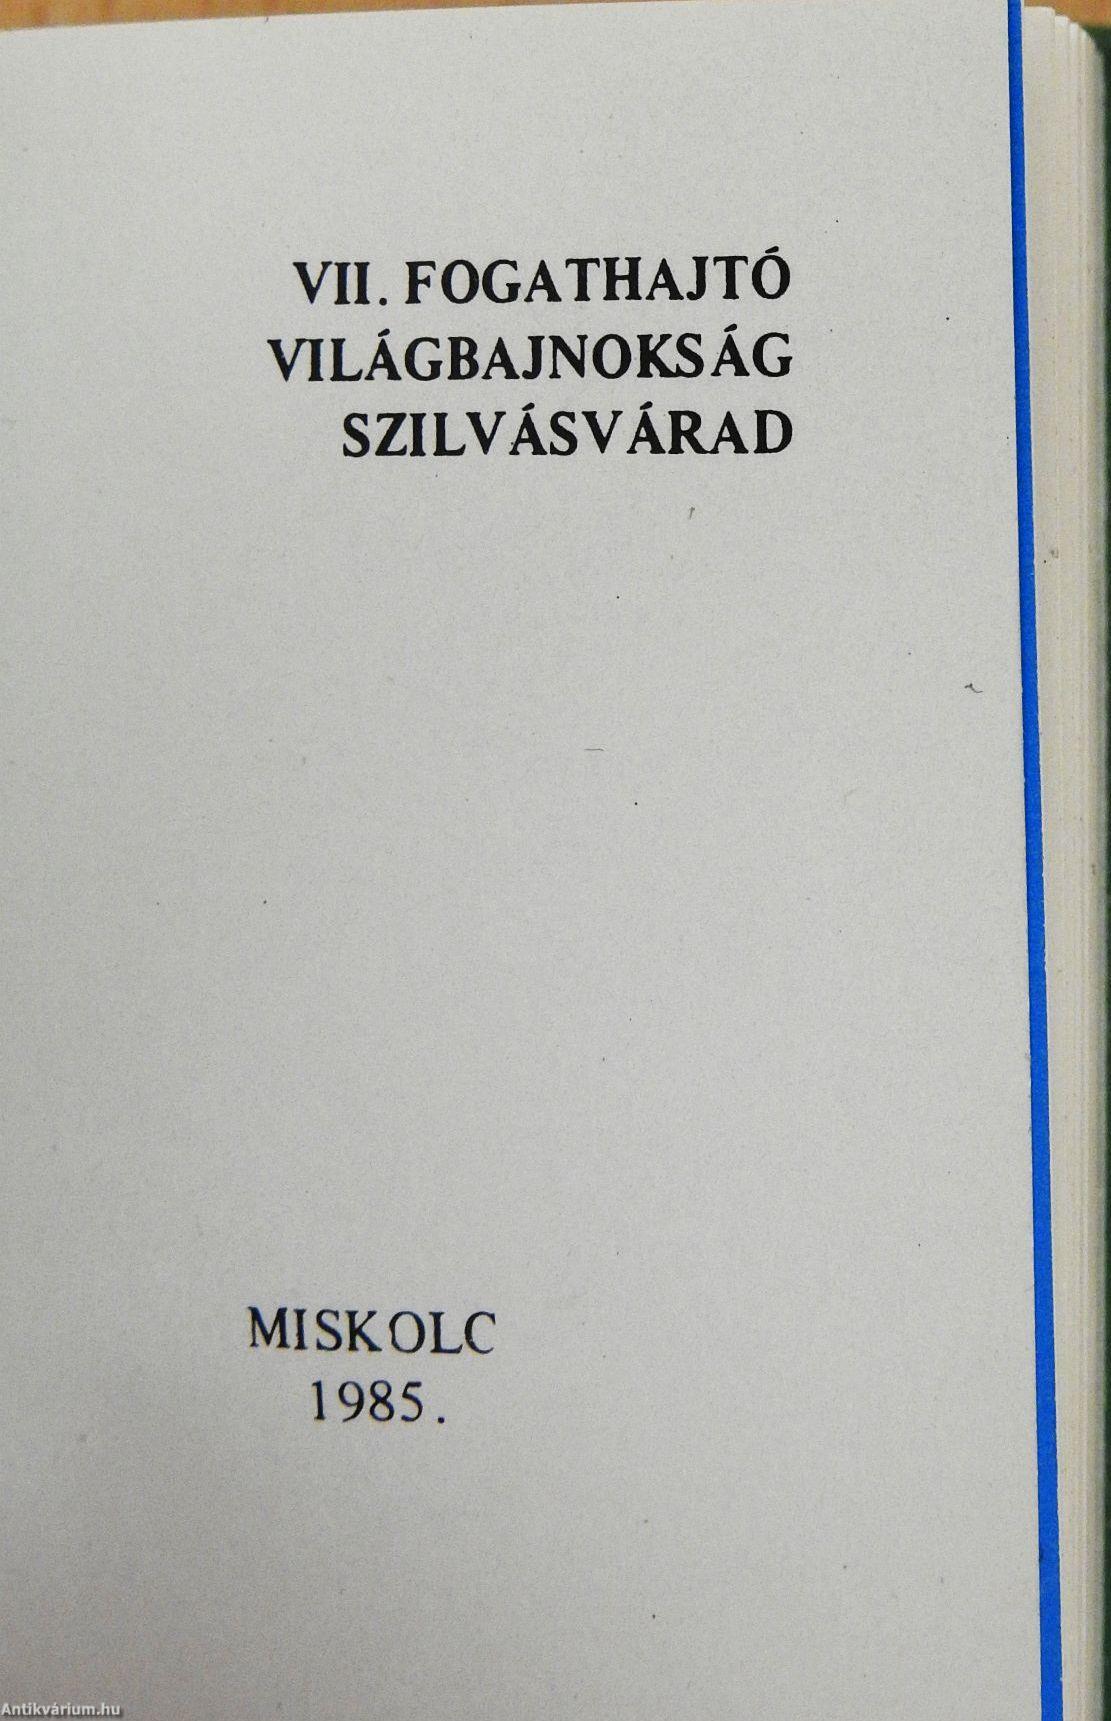 VII. FOGATHAJTÓ
VILÁGBAJNOKSÁG
SZILVÁSVÁRAD
MISKOLC
1985.
Antikvárium.hu